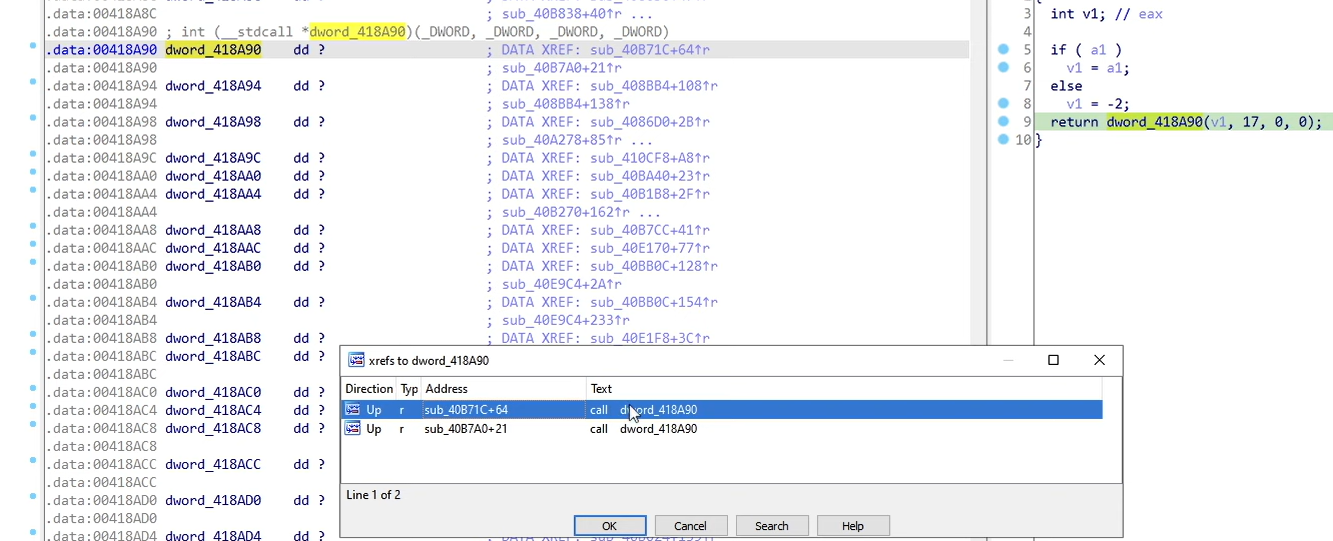 .data:00418A8C ; sub_40B838+40↑r ...
.data:00418A90 ; int (__stdcall *dword_418A90)(_DWORD, _DWORD, _DWORD, _DWORD)
.data:00418A90 dword_418A90 dd ? ; DATA XREF: sub_40B71C+64↑r
.data:00418A90 ; sub_40B7A0+21↑r
.data:00418A94 dword_418A94 dd ? ; DATA XREF: sub_408BB4+108↑r
.data:00418A94 ; sub_408BB4+138↑r
.data:00418A98 dword_418A98 dd ? ; DATA XREF: sub_4086D0+2B↑r
.data:00418A98 ; sub_40A278+85↑r ...
.data:00418A9C dword_418A9C dd ? ; DATA XREF: sub_410CF8+A8↑r
.data:00418AA0 dword_418AA0 dd ? ; DATA XREF: sub_40BA40+23↑r
.data:00418AA4 dword_418AA4 dd ? ; DATA XREF: sub_40B1B8+2F↑r
.data:00418AA4 ; sub_40B270+162↑r ...
.data:00418AA8 dword_418AA8 dd ? ; DATA XREF: sub_40B7CC+41↑r
.data:00418AAC dword_418AAC dd ? ; DATA XREF: sub_40E170+77↑r
.data:00418AB0 dword_418AB0 dd ? ; DATA XREF: sub_40BB0C+128↑r
.data:00418AB0 ; sub_40E9C4+2A↑r
.data:00418AB4 dword_418AB4 dd ? ; DATA XREF: sub_40BB0C+154↑r
.data:00418AB4 ; sub_40E9C4+233↑r
.data:00418AB8 dword_418AB8 dd ? ; DATA XREF: sub_40E1F8+3C↑r
.data:00418ABC dword_418ABC dd ?
.data:00418ABC
.data:00418AC0 dword_418AC0 dd ?
.data:00418AC4 dword_418AC4 dd ?
.data:00418AC8 dword_418AC8 dd ?
.data:00418AC8
.data:00418ACC dword_418ACC dd ?
.data:00418ACC
.data:00418AD0 dword_418AD0 dd ?
.data:00418AD0
.data:00418AD4 dword_418AD4 dd ?
3 int v1; // eax
4
5 if ( a1 )
6 v1 = a1;
7 else
8 v1 = -2;
9 return dword_418A90(v1, 17, 0, 0);
10 }
xrefs to dword_418A90
Direction Typ Address Text
Up r sub_40B71C+64 call dword_418A90
Up r sub_40B7A0+21 call dword_418A90
Line 1 of 2
OK Cancel Search Help